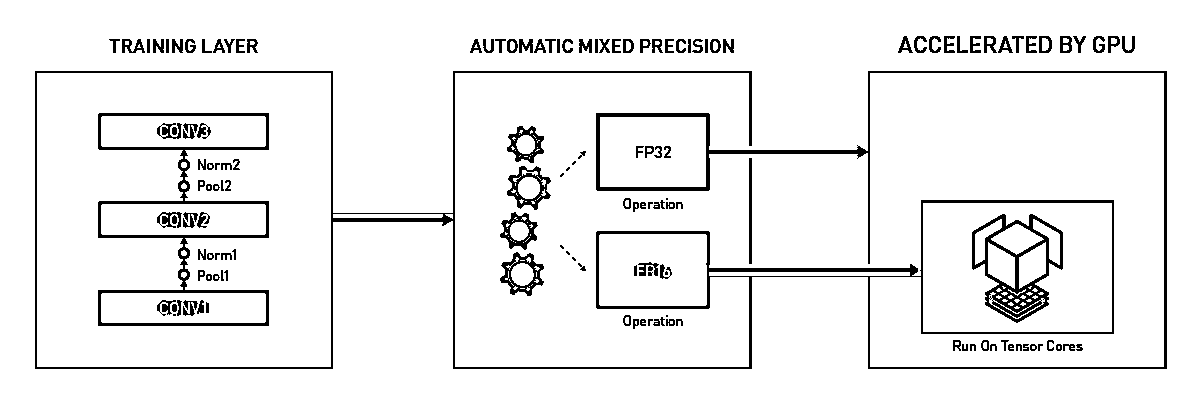 TRAINING LAYER
CONV3
Norm2
Pool2
CONV2
Norm1
Pool1
CONV1
AUTOMATIC MIXED PRECISION
FP32
Operation
FP16
Operation
ACCELERATED BY GPU
Run On Tensor Cores